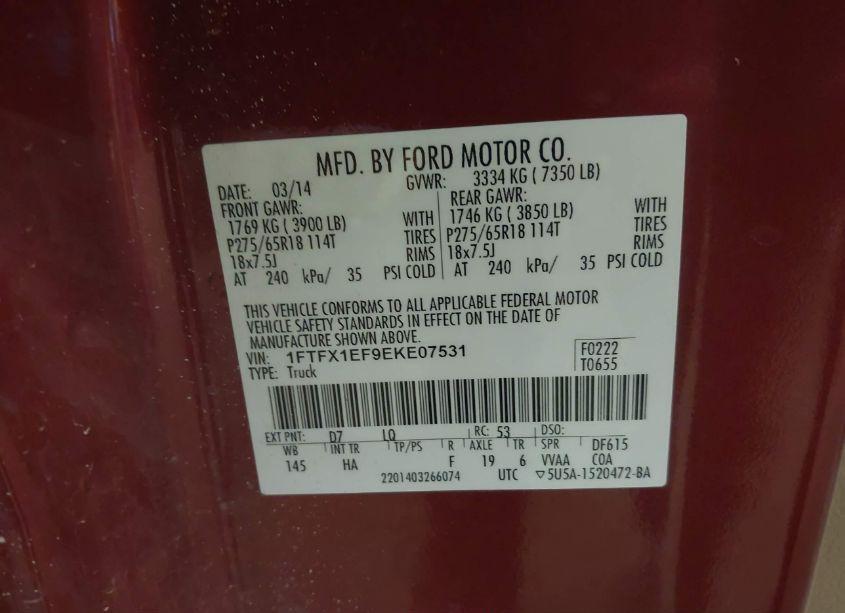 MFD. BY FORD MOTOR CO.
DATE: 03/14 GVWR: 3334 KG ( 7350 LB)
FRONT GAWR: REAR GAWR:
1769 KG ( 3900 LB) WITH 1746 KG ( 3850 LB) WITH
P275/65R18 114T TIRES P275/65R18 114T TIRES
18x7.5J RIMS 18x7.5J RIMS
AT 240 kPa/ 35 PSI COLD AT 240 kPa/ 35 PSI COLD
THIS VEHICLE CONFORMS TO ALL APPLICABLE FEDERAL MOTOR
VEHICLE SAFETY STANDARDS IN EFFECT ON THE DATE OF
MANUFACTURE SHOWN ABOVE.
VIN: 1FTFX1EF9EKE07531 F0222
TYPE: Truck T0655
EXT PNT: D7 LQ RC: 53 DSO:
WB INT TR TP/PS R AXLE TR SPR DF615
145 HA F 19 6 VVAA COA
2201403266074 UTC ▽5U5A-1520472-BA